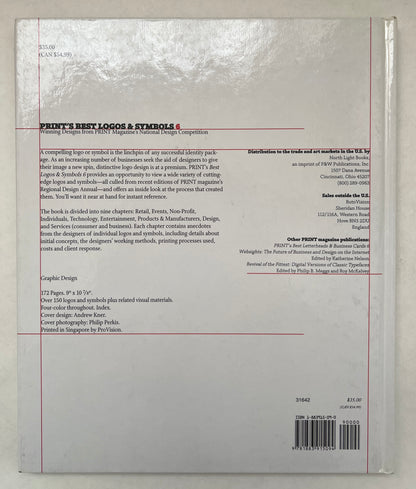 $35.00
(CAN $54.99)
PRINT'S BEST LOGOS & SYMBOLS 6
Winning Designs from PRINT Magazine's National Design Competition
A compelling logo or symbol is the linchpin of any successful identity pack-
age. As an increasing number of businesses seek the aid of designers to give
their image a new spin, distinctive logo design is at a premium. PRINT's Best
Logos & Symbols 6 provides an opportunity to view a wide variety of cutting-
edge logos and symbols—all culled from recent editions of PRINT magazine's
Regional Design Annual—and offers an inside look at the process that created
them. You'll want it near at hand for instant inspiration.
The book is divided into nine chapters: Retail, Events, Non-Profit,
Individuals, Technology, Entertainment, Products & Manufacturers, Design,
and Services (consumer and business). Each chapter contains anecdotes
from the designers of individual logos and symbols, including details about
initial concepts, the designers' working methods, printing processes used,
costs and client response.
Graphic Design
172 Pages. 9" x 10 7/8".
Over 150 logos and symbols plus related visual materials.
Four-color throughout. Index.
Cover design: Andrew Kner.
Cover photography: Philip Perkis.
Printed in Singapore by ProVision.
Distribution to the trade and art markets in the U.S. by
North Light Books,
an imprint of F&W Publications, Inc.
1507 Dana Avenue
Cincinnati, Ohio 45207
(800) 289-0963
Sales outside the U.S.
RotoVision
Sheridan House
112/116A, Western Road
Hove BN3 2DU
England
Other PRINT magazine publications:
PRINT's Best Letterheads & Business Cards 6
Websights: The Future of Business and Design on the Internet
Edited by Katherine Nelson
Revival of the Fittest: Digital Versions of Classic Typefaces
Edited by Philip B. Meggs and Roy McKelvey
31642
$35.00
(CAN $54.99)
ISBN 1-883915-09-0
90000
9 781883 915094